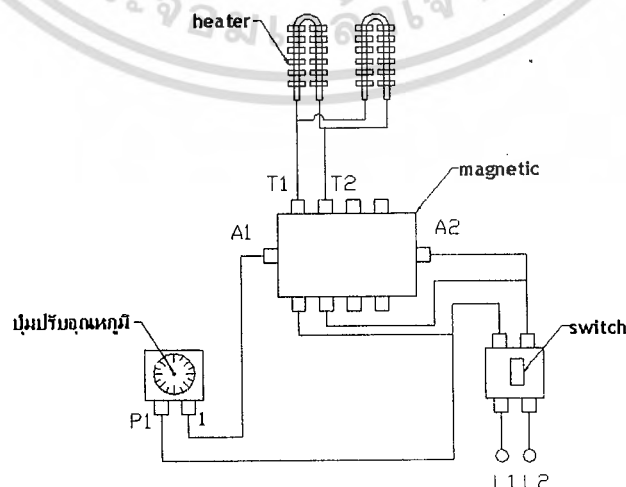 heater
T1 T2
magnetic
A1
A2
ปุ่มปรับอุณหภูมิ
switch
P1
1
L1 L2